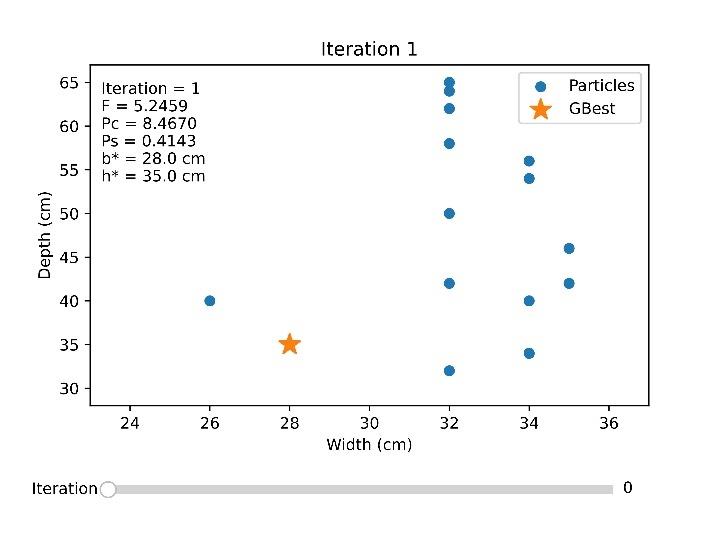 Iteration 1
Iteration = 1
F = 5.2459
Pc = 8.4670
Ps = 0.4143
b* = 28.0 cm
h* = 35.0 cm
Particles
GBest
Depth (cm)
65
60
55
50
45
40
35
30
24 26 28 30 32 34 36
Width (cm)
Iteration 0